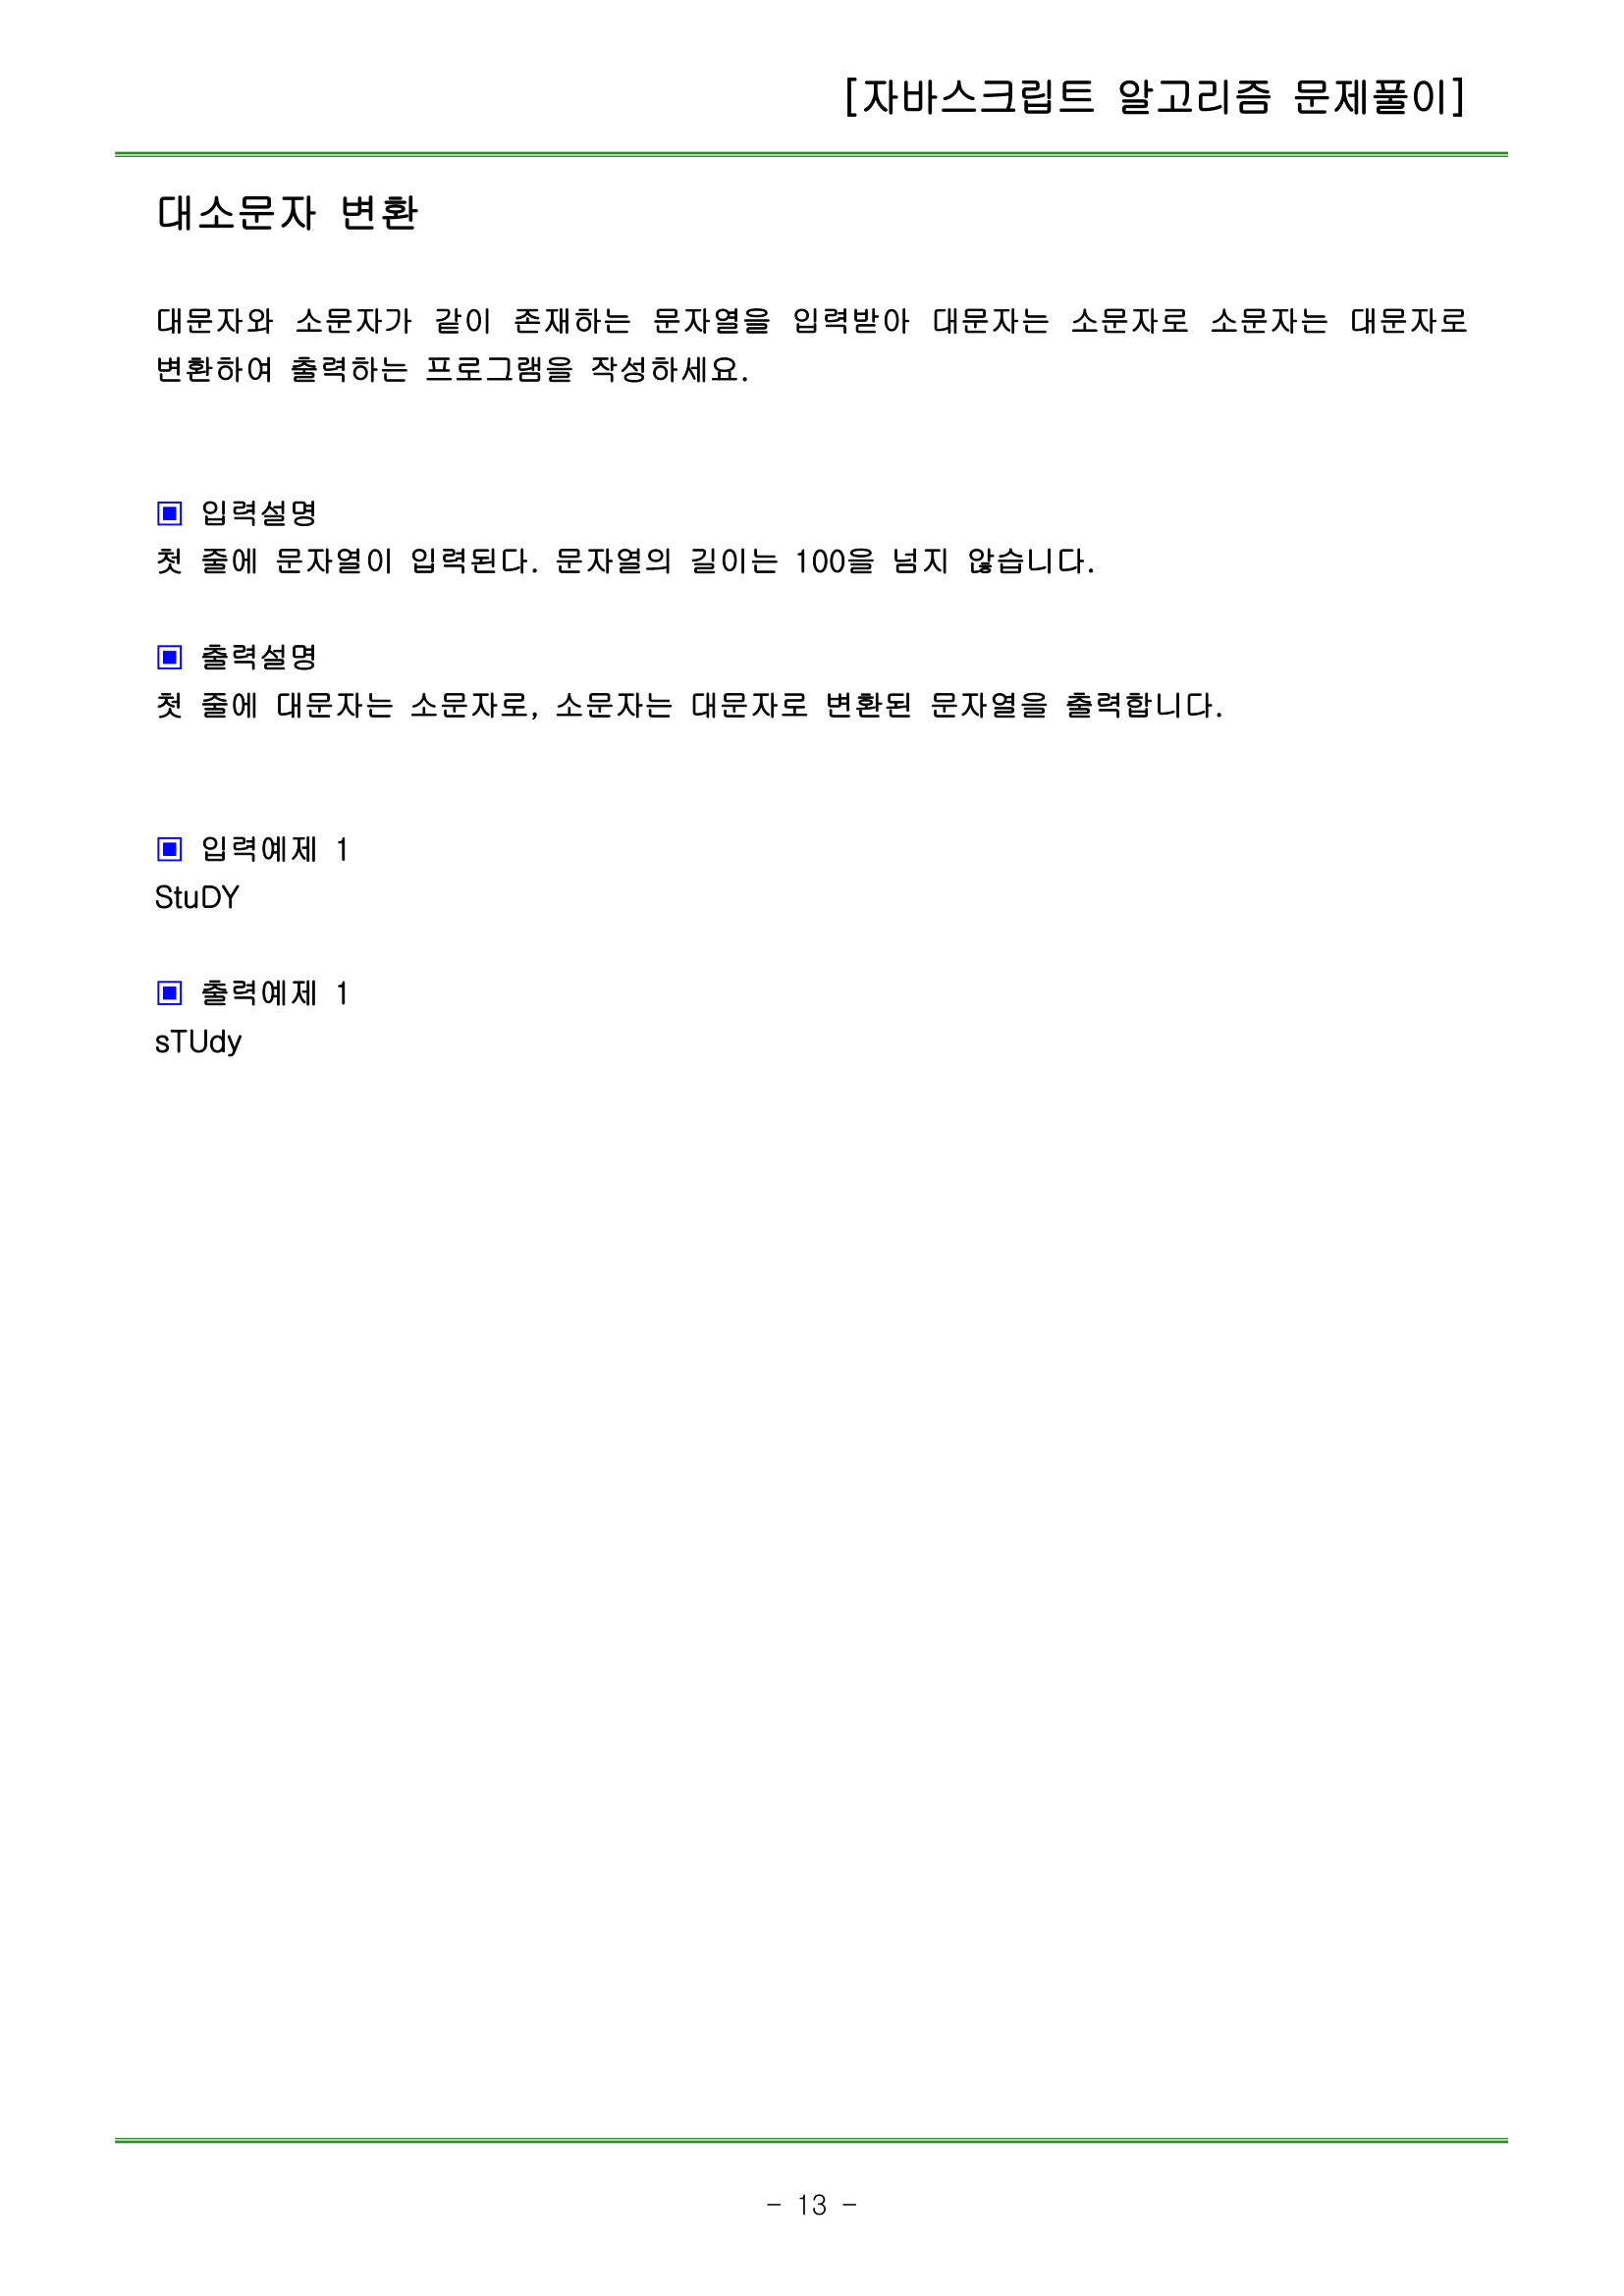 [자바스크립트 알고리즘 문제풀이]
대소문자 변환
대문자와 소문자가 같이 존재하는 문자열을 입력받아 대문자는 소문자로 소문자는 대문자로
변환하여 출력하는 프로그램을 작성하세요.
▣ 입력설명
첫 줄에 문자열이 입력된다. 문자열의 길이는 100을 넘지 않습니다.
▣ 출력설명
첫 줄에 대문자는 소문자로, 소문자는 대문자로 변환된 문자열을 출력합니다.
▣ 입력예제 1
StuDY
▣ 출력예제 1
sTUdy
- 13 -